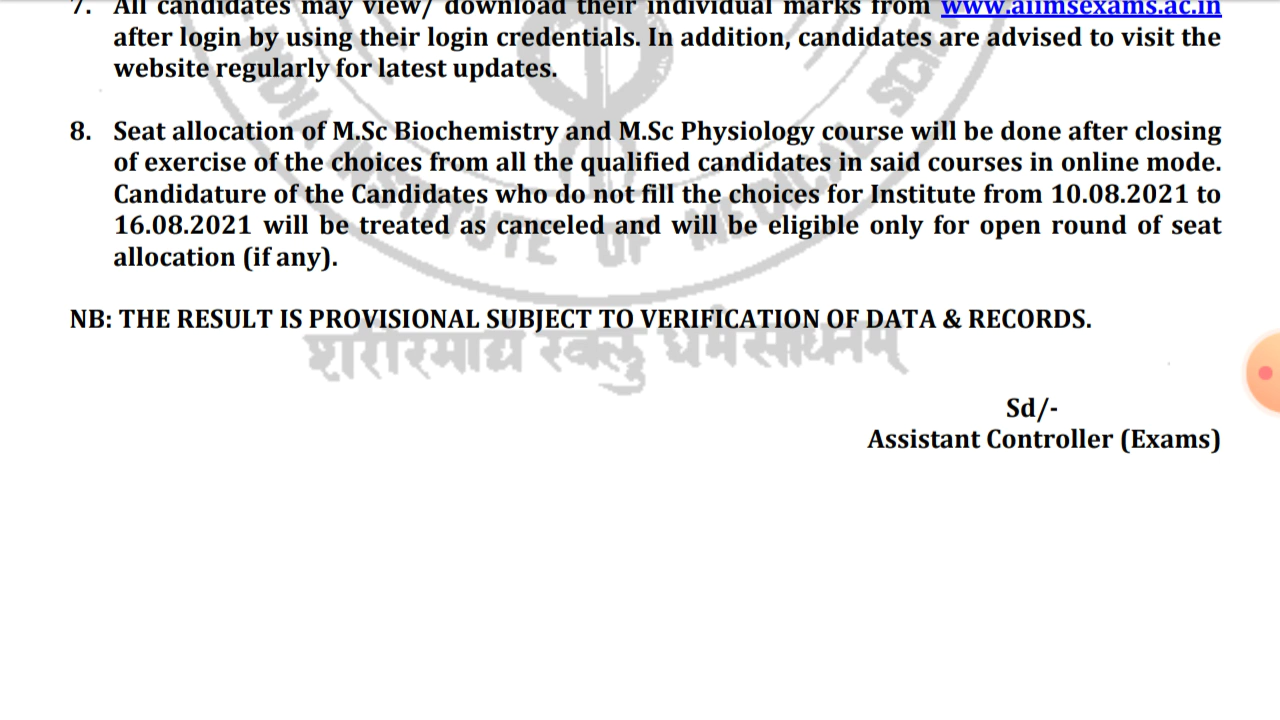 7. All candidates may view/ download their individual marks from www.aiimsexams.ac.in
after login by using their login credentials. In addition, candidates are advised to visit the
website regularly for latest updates.
8. Seat allocation of M.Sc Biochemistry and M.Sc Physiology course will be done after closing
of exercise of the choices from all the qualified candidates in said courses in online mode.
Candidature of the Candidates who do not fill the choices for Institute from 10.08.2021 to
16.08.2021 will be treated as canceled and will be eligible only for open round of seat
allocation (if any).
INDIA INSTITUTE OF MEDICAL
NB: THE RESULT IS PROVISIONAL SUBJECT TO VERIFICATION OF DATA & RECORDS.
Sd/-
Assistant Controller (Exams)